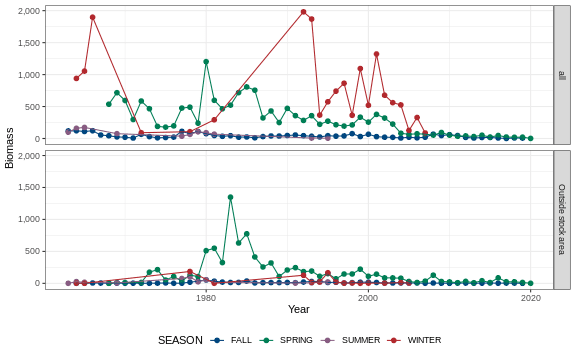 2,000
1,500
1,000
500
0
all
Biomass
2,000
1,500
1,000
500
0
Outside stock area
1980
2000
2020
Year
SEASON FALL SPRING SUMMER WINTER